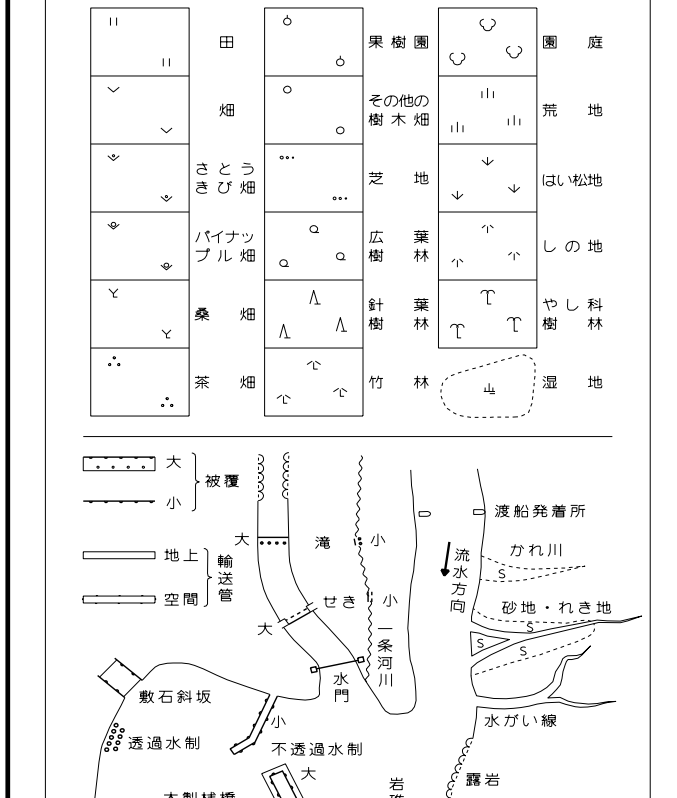 田
果樹園
園庭
畑
その他の
樹木畑
荒地
さとう
きび畑
芝地
はい松地
パイナッ
プル畑
広葉
樹林
しの地
桑畑
針葉
樹林
やし科
樹林
茶畑
竹林
湿地
大
小
被覆
地上
空間
輸送管
大
滝
小
渡船発着所
流水方向
かれ川
S
せき
小
大
一条河川
砂地・れき地
S
S
S
水門
敷石斜坂
小
水がい線
透過水制
不透過水制
大
露岩